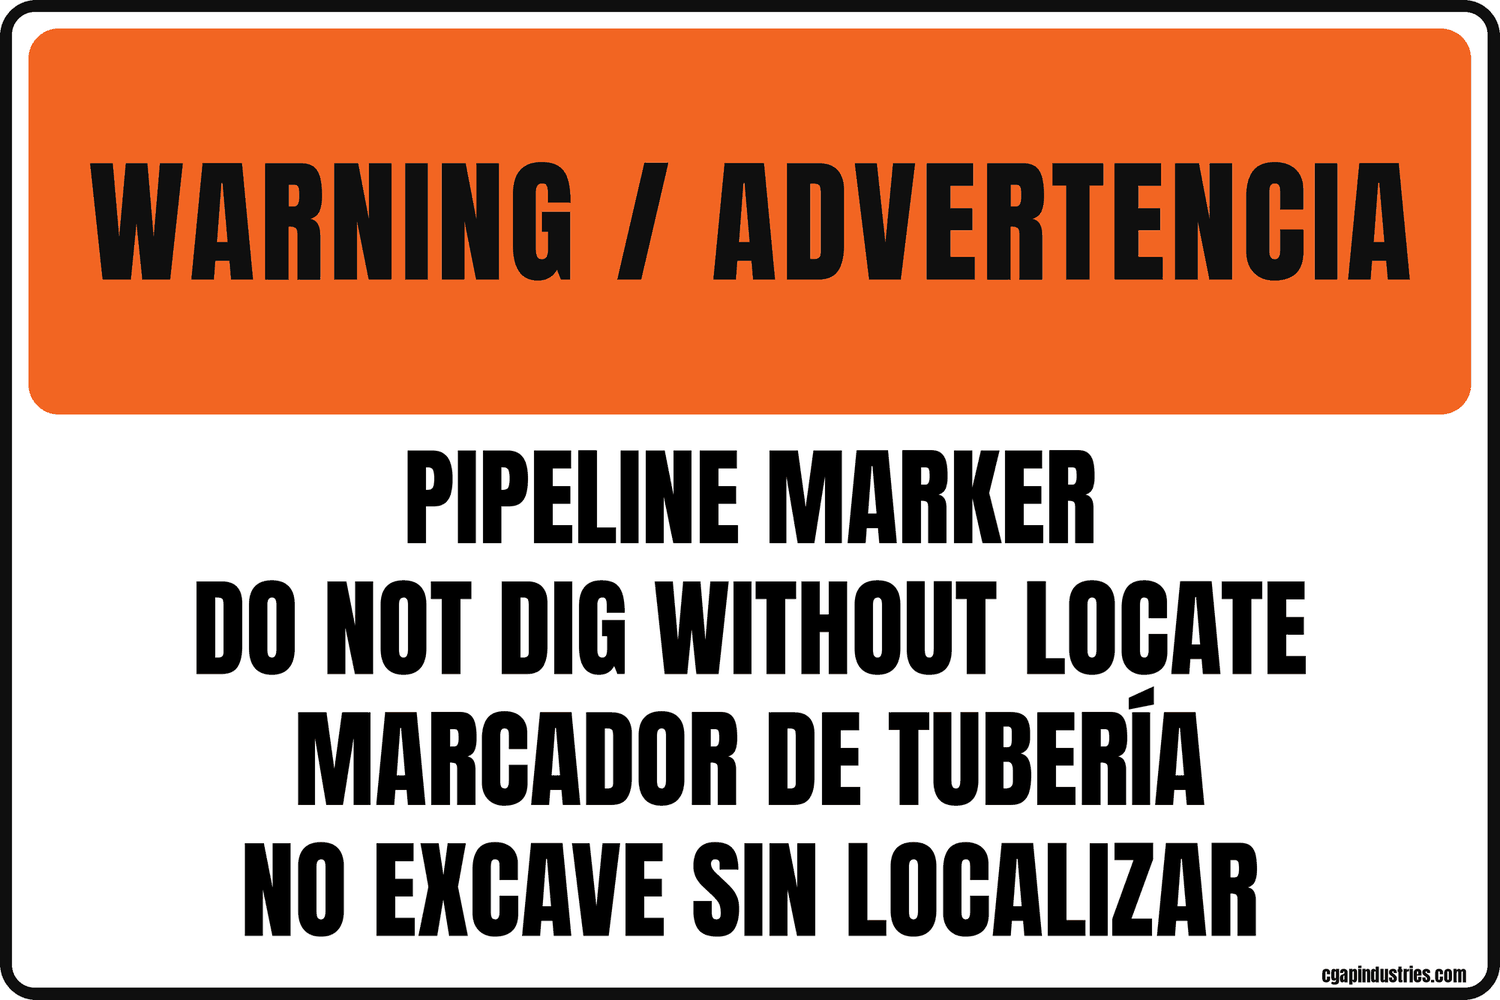 WARNING / ADVERTENCIA
PIPELINE MARKER
DO NOT DIG WITHOUT LOCATE
MARCADOR DE TUBERÍA
NO EXCAVE SIN LOCALIZAR
cgapindustries.com